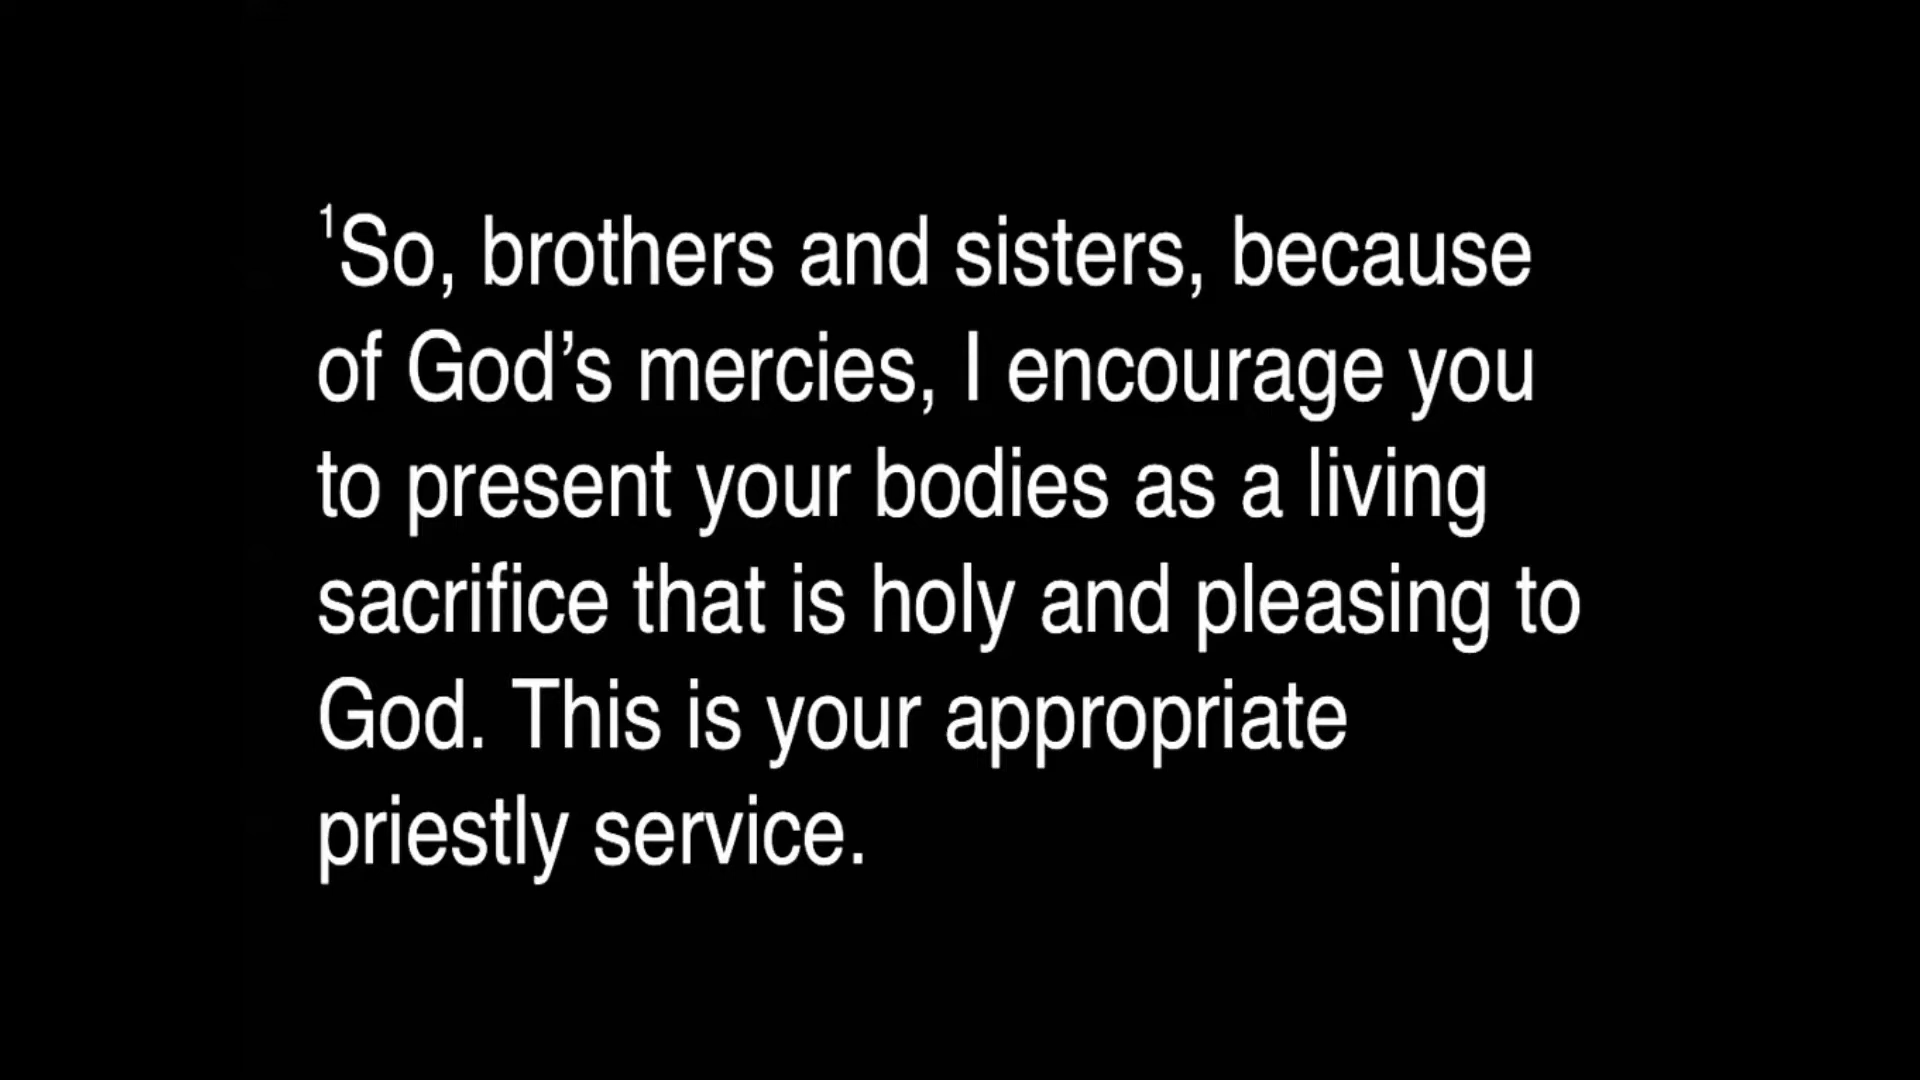 ¹So, brothers and sisters, because
of God’s mercies, I encourage you
to present your bodies as a living
sacrifice that is holy and pleasing to
God. This is your appropriate
priestly service.